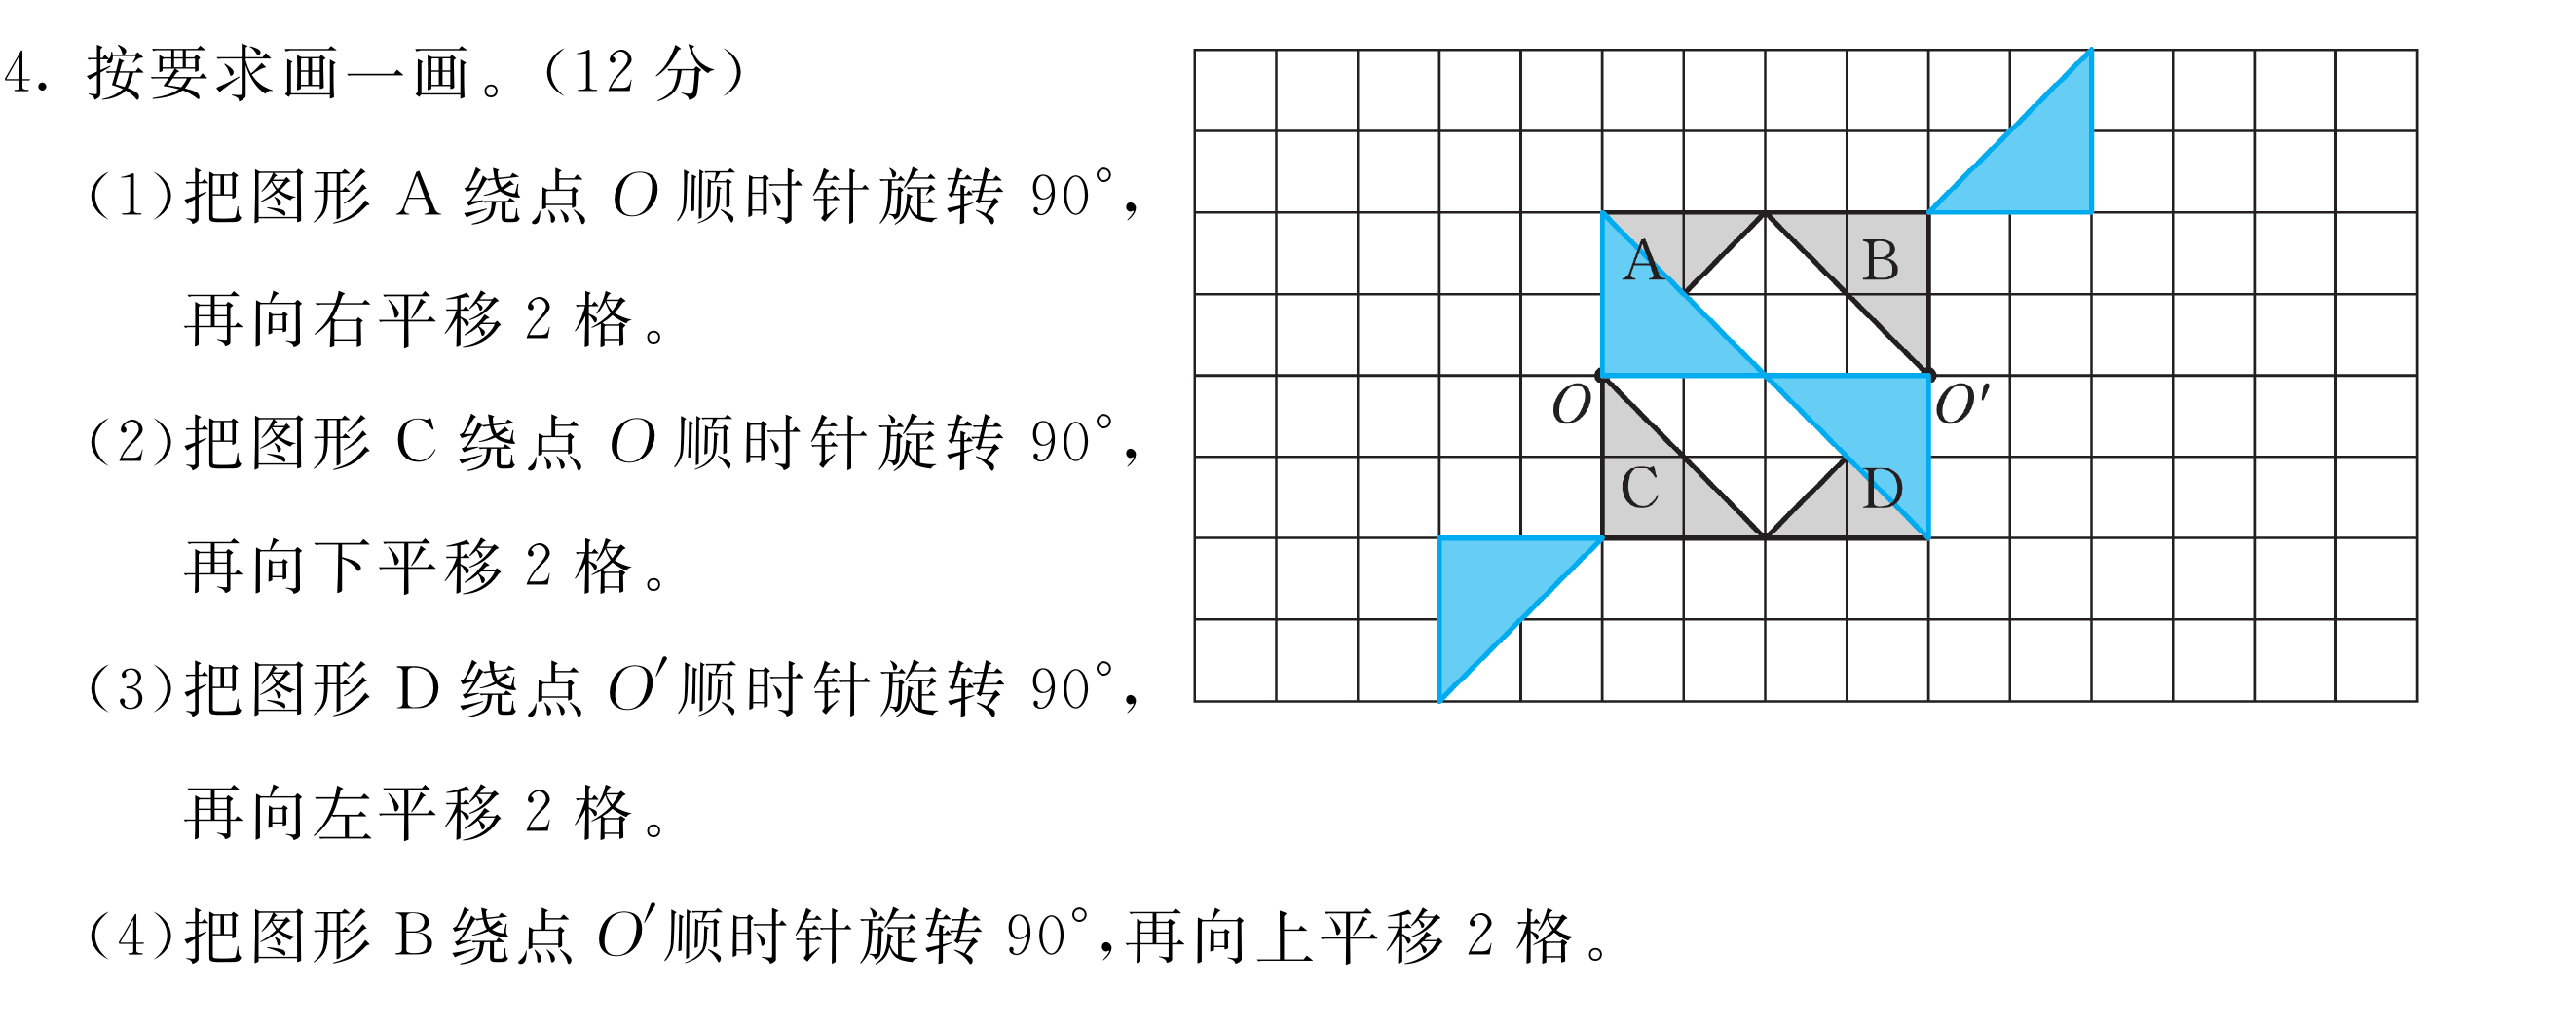 4. 按要求画一画。(12 分)
(1)把图形 A 绕点 O 顺时针旋转 90°,
再向右平移 2 格。
(2)把图形 C 绕点 O 顺时针旋转 90°,
再向下平移 2 格。
(3)把图形 D 绕点 O′顺时针旋转 90°,
再向左平移 2 格。
(4)把图形 B 绕点 O′顺时针旋转 90°,再向上平移 2 格。
A B
O O′
C D